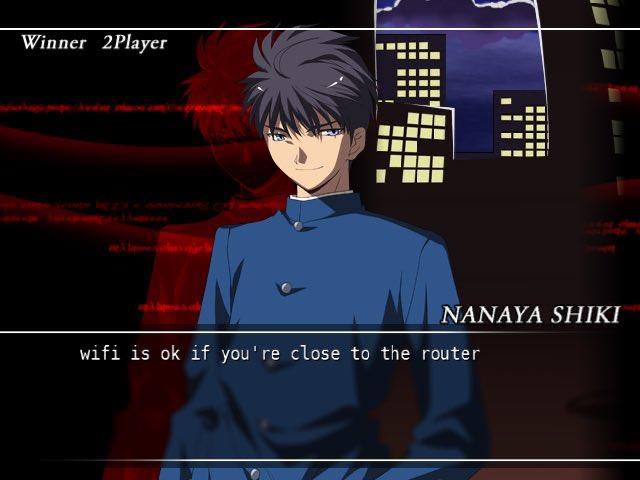 Winner 2Player
NANAYA SHIKI
wifi is ok if you're close to the router